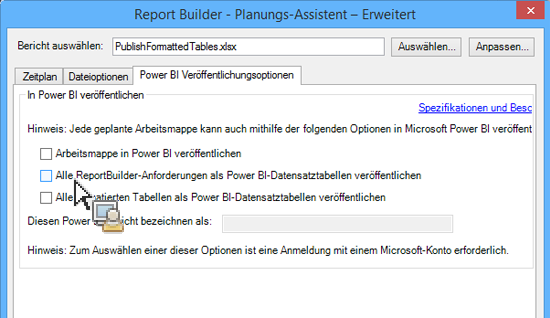 Report Builder - Planungs-Assistent – Erweitert
Bericht auswählen: PublishFormattedTables.xlsx Auswählen... Anpassen...
Zeitplan Dateioptionen Power BI Veröffentlichungsoptionen
In Power BI veröffentlichen
Spezifikationen und Besc
Hinweis: Jede geplante Arbeitsmappe kann auch mithilfe der folgenden Optionen in Microsoft Power BI veröffent
Arbeitsmappe in Power BI veröffentlichen
Alle ReportBuilder-Anforderungen als Power BI-Datensatztabellen veröffentlichen
Alle Tabellen als Power BI-Datensatztabellen veröffentlichen
Diesen Power bezeichnen als:
Hinweis: Zum Auswählen einer dieser Optionen ist eine Anmeldung mit einem Microsoft-Konto erforderlich.